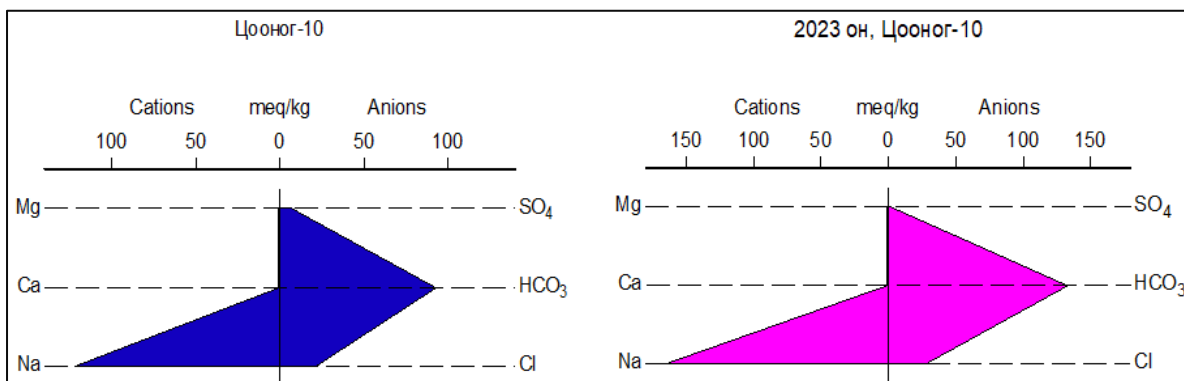 Цооног-10
Cations meq/kg Anions
100 50 0 50 100
Mg SO4
Ca HCO3
Na Cl
2023 он, Цооног-10
Cations meq/kg Anions
150 100 50 0 50 100 150
Mg SO4
Ca HCO3
Na Cl